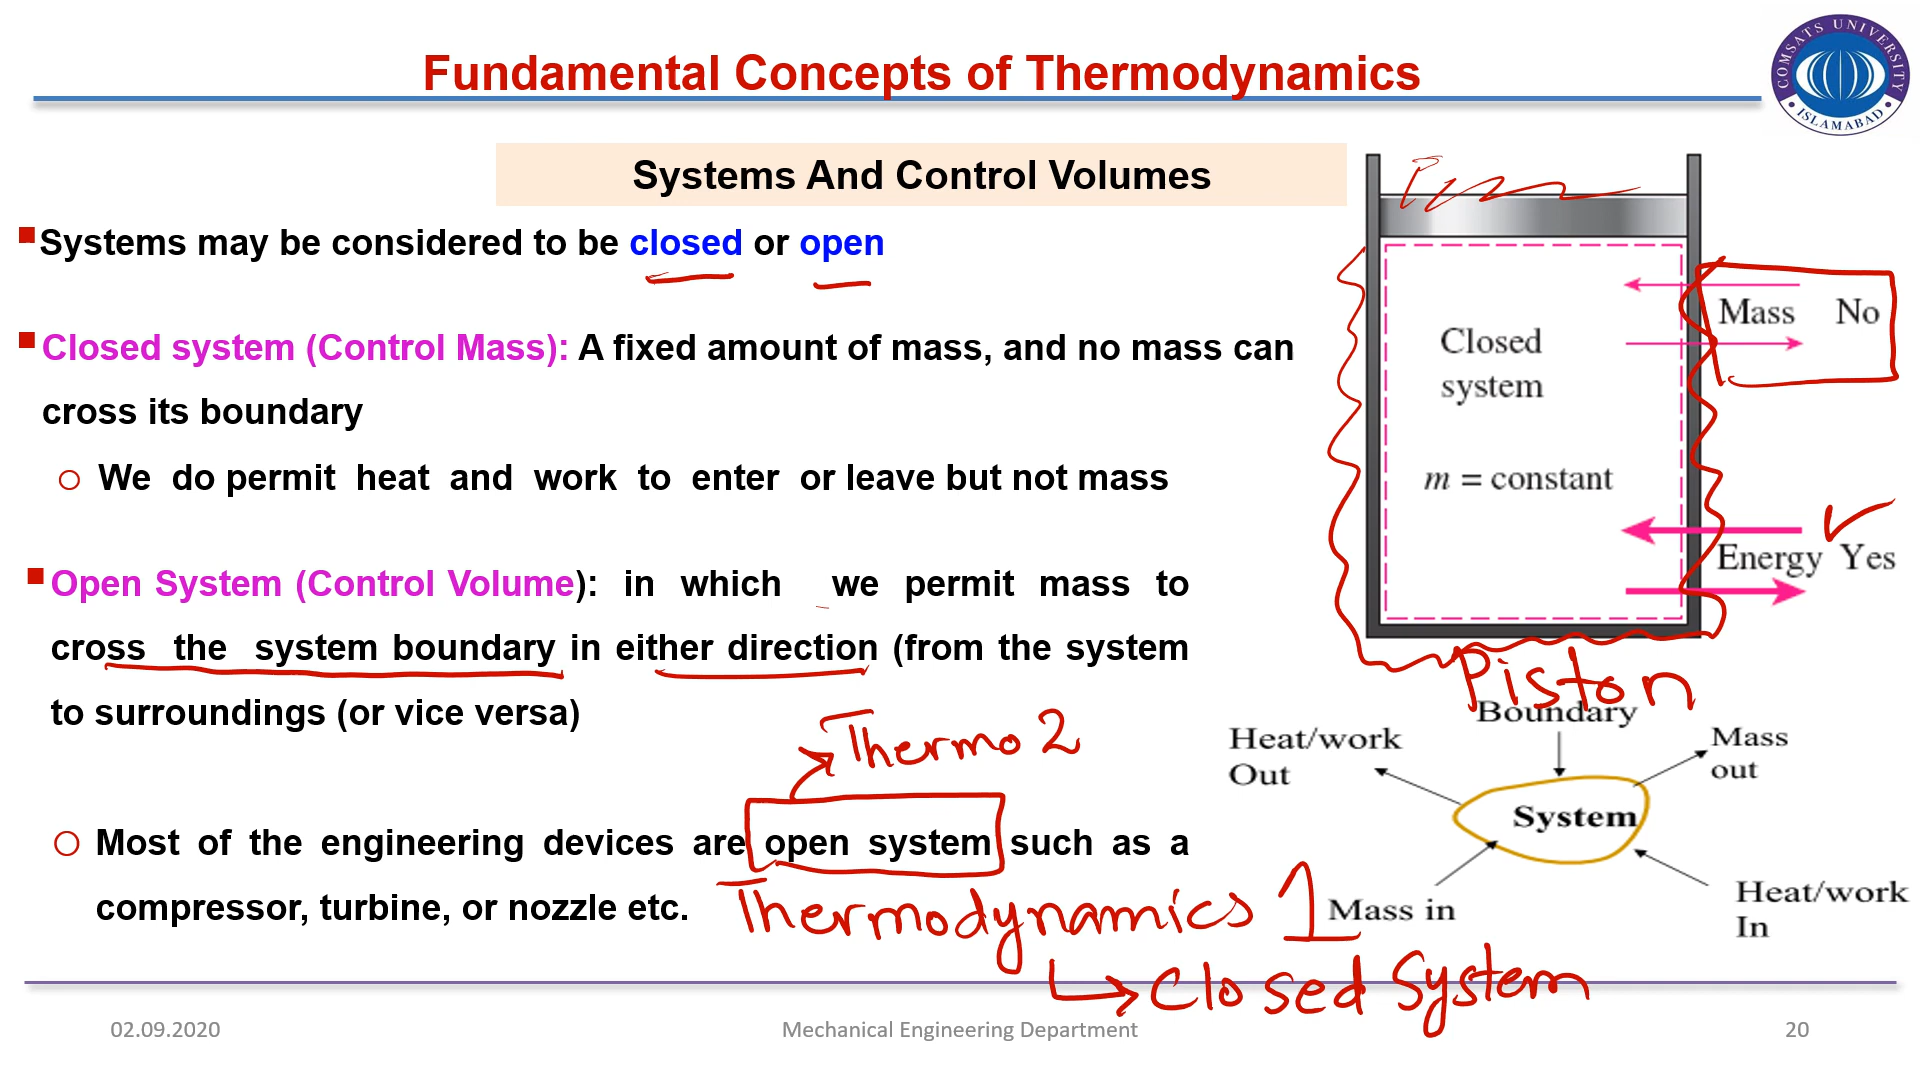 Fundamental Concepts of Thermodynamics
COMSATS UNIVERSITY
ISLAMABAD
Systems And Control Volumes
Systems may be considered to be closed or open
Closed system (Control Mass): A fixed amount of mass, and no mass can
cross its boundary
We do permit heat and work to enter or leave but not mass
Open System (Control Volume): in which we permit mass to
cross the system boundary in either direction (from the system
to surroundings (or vice versa)
Thermo 2
Most of the engineering devices are open system such as a
compressor, turbine, or nozzle etc.
Thermodynamics 1
Closed System
Mass No
Closed
system
m = constant
Energy Yes
Piston
Boundary
Heat/work
Out
Mass
out
System
Mass in
Heat/work
In
02.09.2020
Mechanical Engineering Department
20